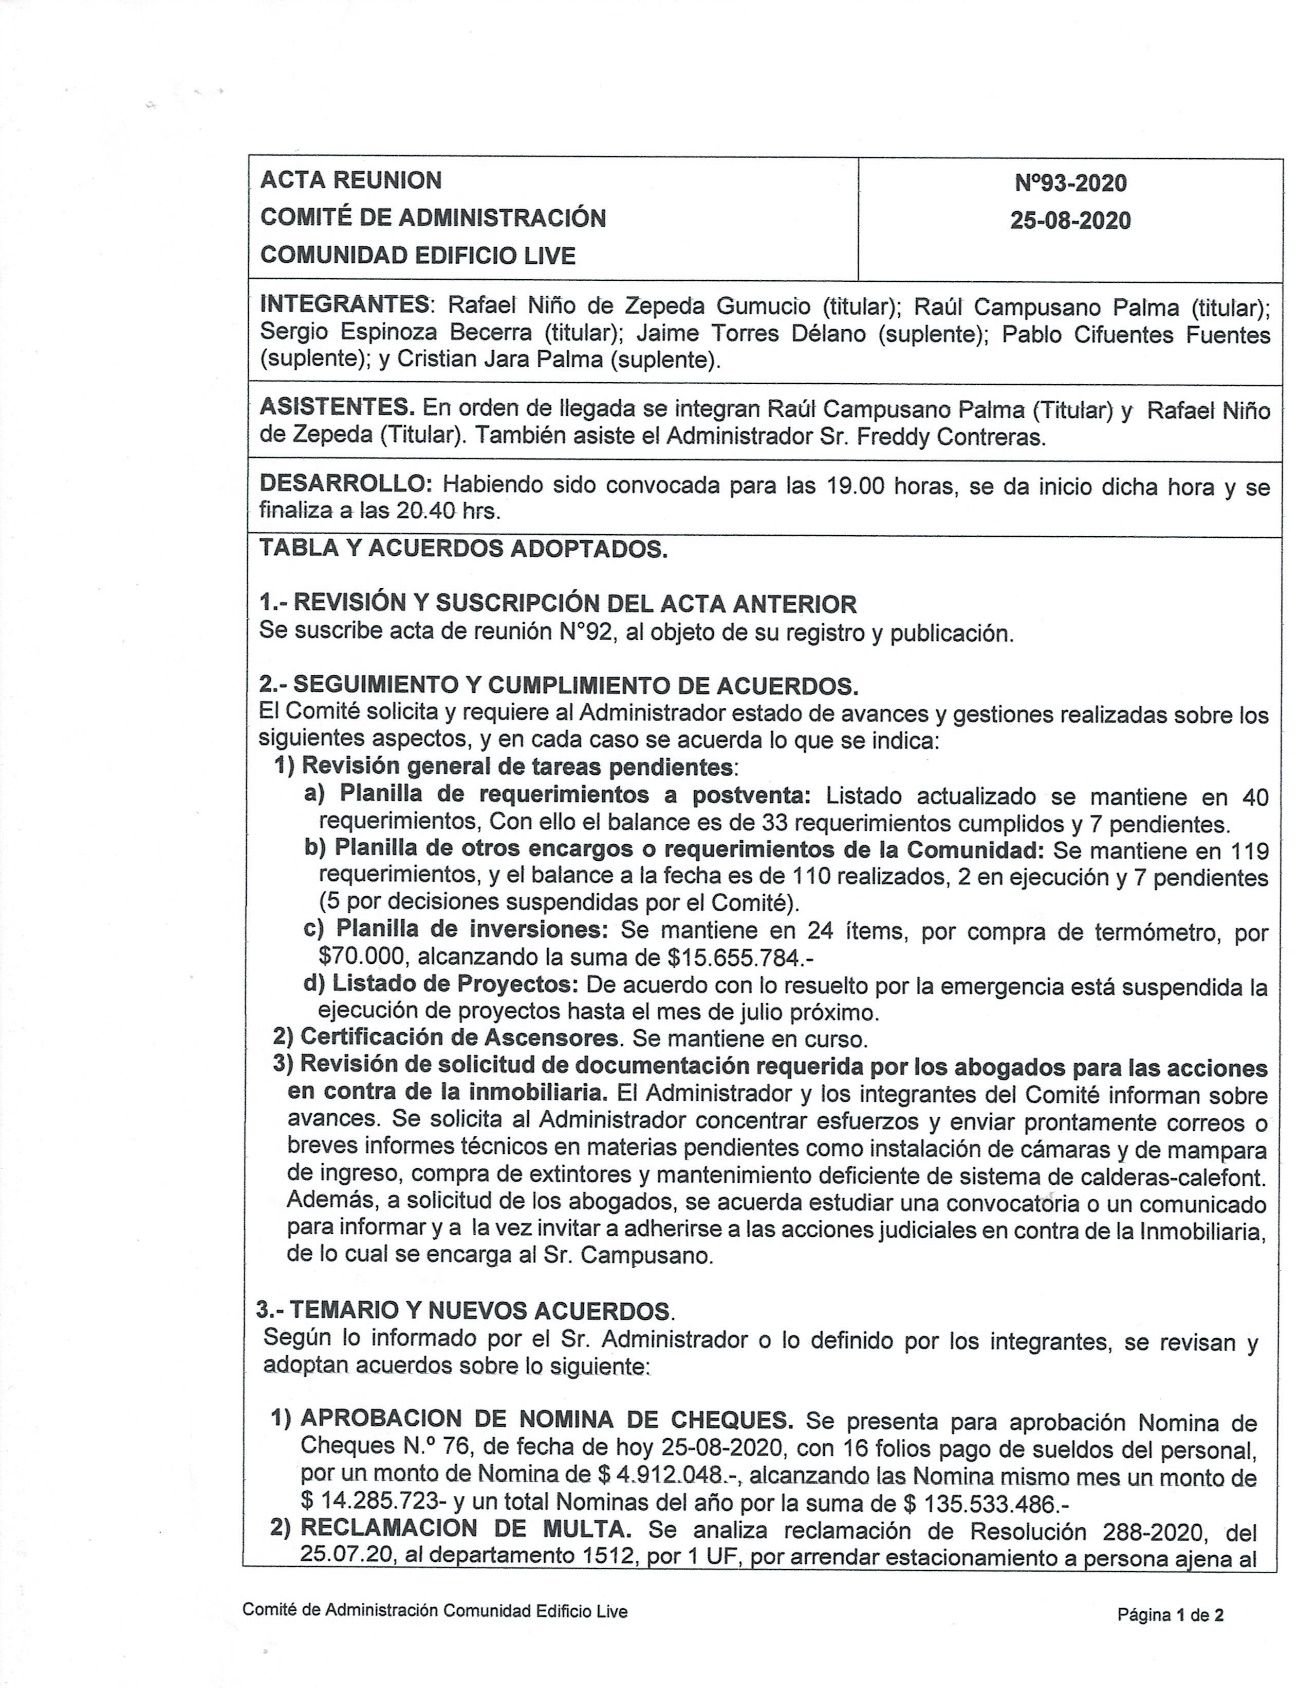 ACTA REUNION
COMITÉ DE ADMINISTRACIÓN
COMUNIDAD EDIFICIO LIVE
Nº93-2020
25-08-2020
INTEGRANTES: Rafael Niño de Zepeda Gumucio (titular); Raúl Campusano Palma (titular);
Sergio Espinoza Becerra (titular); Jaime Torres Délano (suplente); Pablo Cifuentes Fuentes
(suplente); y Cristian Jara Palma (suplente).
ASISTENTES. En orden de llegada se integran Raúl Campusano Palma (Titular) y Rafael Niño
de Zepeda (Titular). También asiste el Administrador Sr. Freddy Contreras.
DESARROLLO: Habiendo sido convocada para las 19.00 horas, se da inicio dicha hora y se
finaliza a las 20.40 hrs.
TABLA Y ACUERDOS ADOPTADOS.
1.- REVISIÓN Y SUSCRIPCIÓN DEL ACTA ANTERIOR
Se suscribe acta de reunión N°92, al objeto de su registro y publicación.
2.- SEGUIMIENTO Y CUMPLIMIENTO DE ACUERDOS.
El Comité solicita y requiere al Administrador estado de avances y gestiones realizadas sobre los
siguientes aspectos, y en cada caso se acuerda lo que se indica:
1) Revisión general de tareas pendientes:
a) Planilla de requerimientos a postventa: Listado actualizado se mantiene en 40
requerimientos, Con ello el balance es de 33 requerimientos cumplidos y 7 pendientes.
b) Planilla de otros encargos o requerimientos de la Comunidad: Se mantiene en 119
requerimientos, y el balance a la fecha es de 110 realizados, 2 en ejecución y 7 pendientes
(5 por decisiones suspendidas por el Comité).
c) Planilla de inversiones: Se mantiene en 24 ítems, por compra de termómetro, por
$70.000, alcanzando la suma de $15.655.784.-
d) Listado de Proyectos: De acuerdo con lo resuelto por la emergencia está suspendida la
ejecución de proyectos hasta el mes de julio próximo.
2) Certificación de Ascensores. Se mantiene en curso.
3) Revisión de solicitud de documentación requerida por los abogados para las acciones
en contra de la inmobiliaria. El Administrador y los integrantes del Comité informan sobre
avances. Se solicita al Administrador concentrar esfuerzos y enviar prontamente correos o
breves informes técnicos en materias pendientes como instalación de cámaras y de mampara
de ingreso, compra de extintores y mantenimiento deficiente de sistema de calderas-calefont.
Además, a solicitud de los abogados, se acuerda estudiar una convocatoria o un comunicado
para informar y a la vez invitar a adherirse a las acciones judiciales en contra de la Inmobiliaria,
de lo cual se encarga al Sr. Campusano.
3.- TEMARIO Y NUEVOS ACUERDOS.
Según lo informado por el Sr. Administrador o lo definido por los integrantes, se revisan y
adoptan acuerdos sobre lo siguiente:
1) APROBACION DE NOMINA DE CHEQUES. Se presenta para aprobación Nomina de
Cheques N.º 76, de fecha de hoy 25-08-2020, con 16 folios pago de sueldos del personal,
por un monto de Nomina de $ 4.912.048.-, alcanzando las Nomina mismo mes un monto de
$ 14.285.723- y un total Nominas del año por la suma de $ 135.533.486.-
2) RECLAMACION DE MULTA. Se analiza reclamación de Resolución 288-2020, del
25.07.20, al departamento 1512, por 1 UF, por arrendar estacionamiento a persona ajena al
Comité de Administración Comunidad Edificio Live
Página 1 de 2